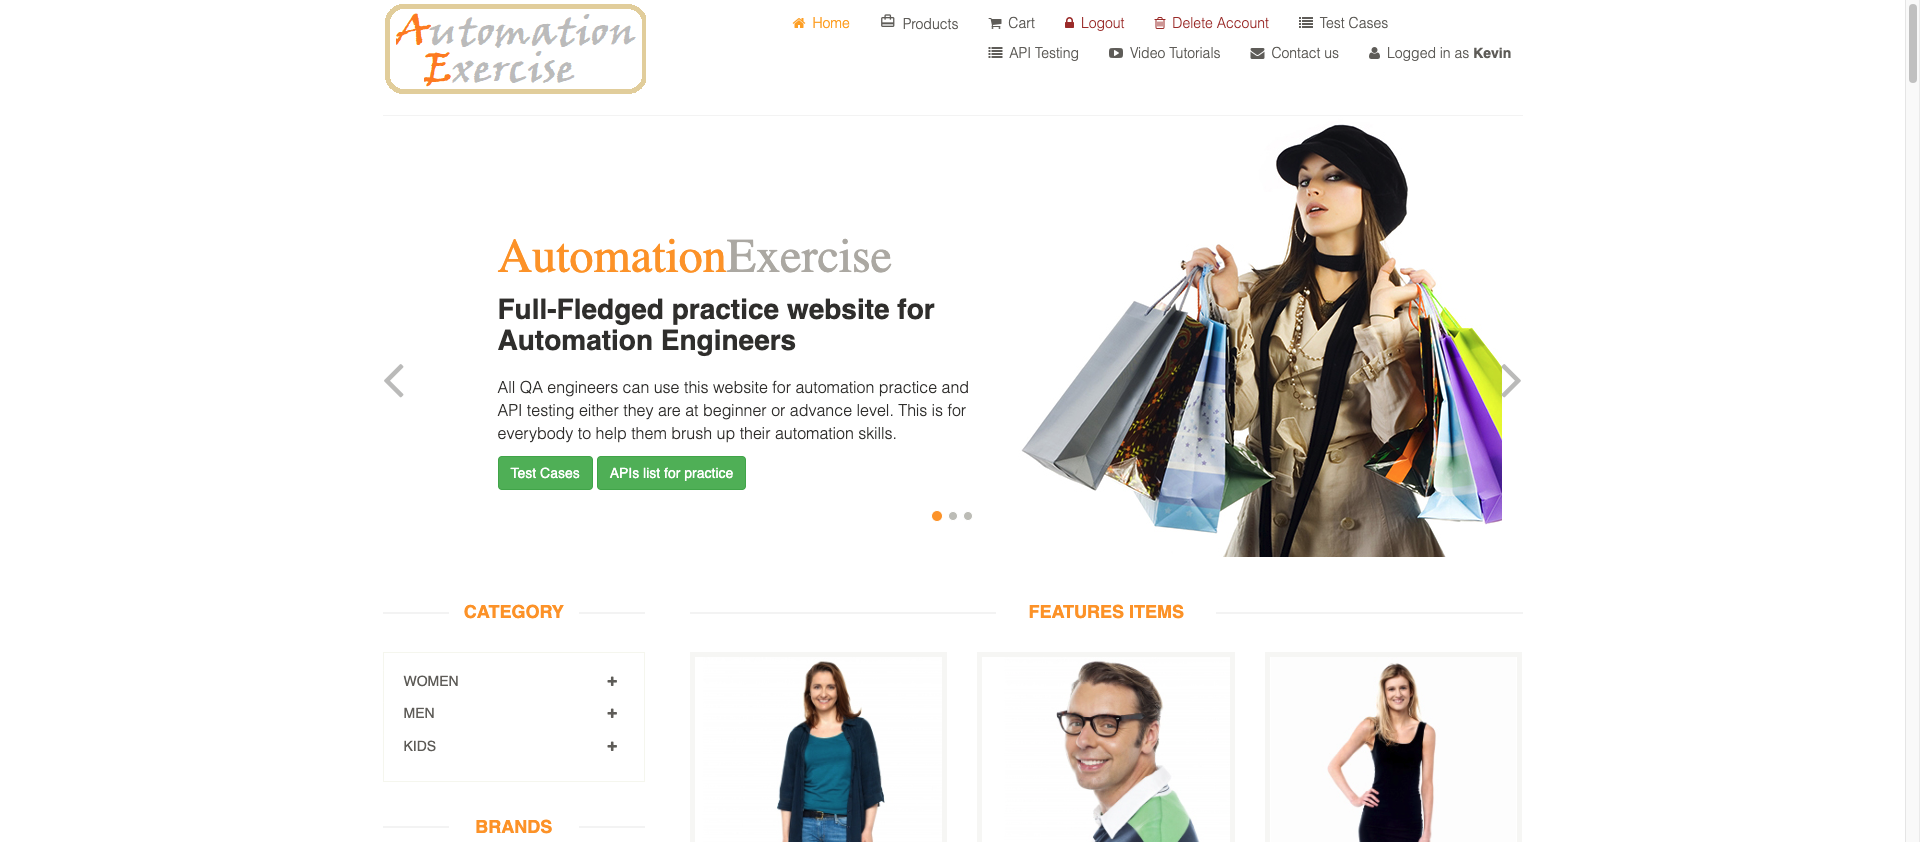 Automation
Exercise
Home Products Cart Logout Delete Account Test Cases
API Testing Video Tutorials Contact us Logged in as Kevin
AutomationExercise
Full-Fledged practice website for
Automation Engineers
All QA engineers can use this website for automation practice and
API testing either they are at beginner or advance level. This is for
everybody to help them brush up their automation skills.
Test Cases APIs list for practice
CATEGORY
WOMEN
MEN
KIDS
BRANDS
FEATURES ITEMS